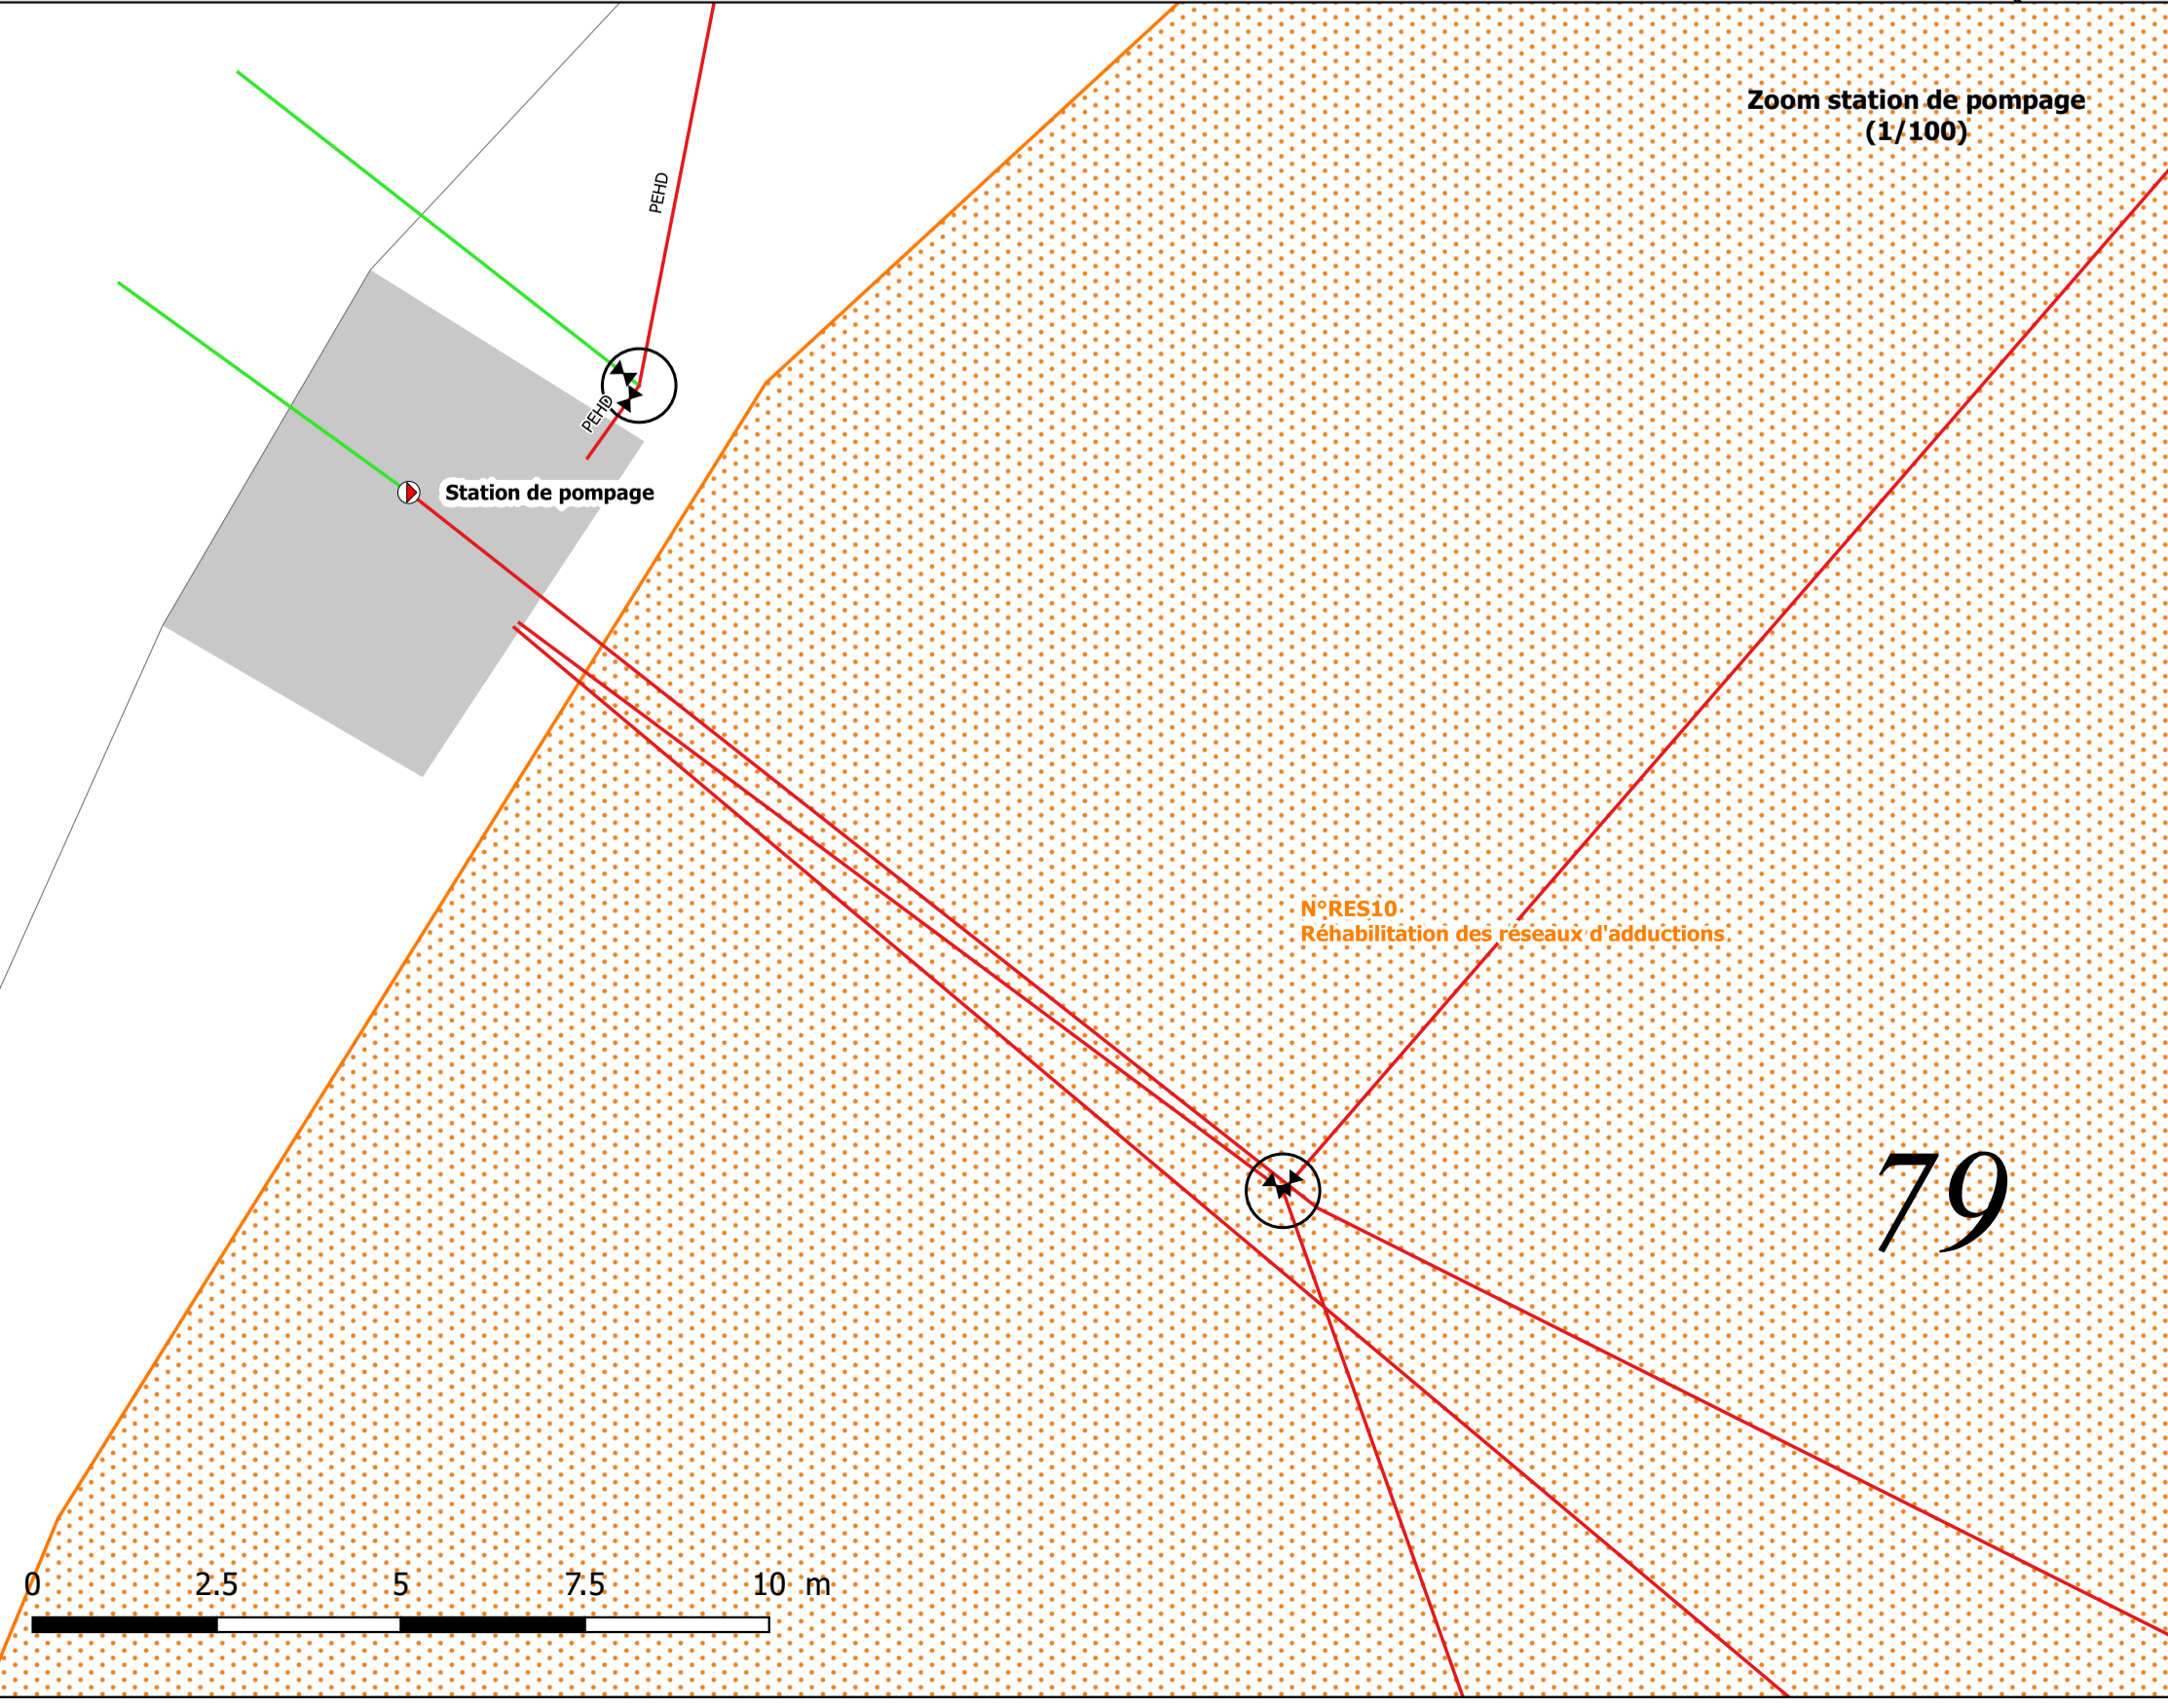 Zoom station de pompage
(1/100)
PEHD
PEHD
Station de pompage
N°RES10
Réhabilitation des réseaux d'adductions
79
0 2.5 5 7.5 10 m